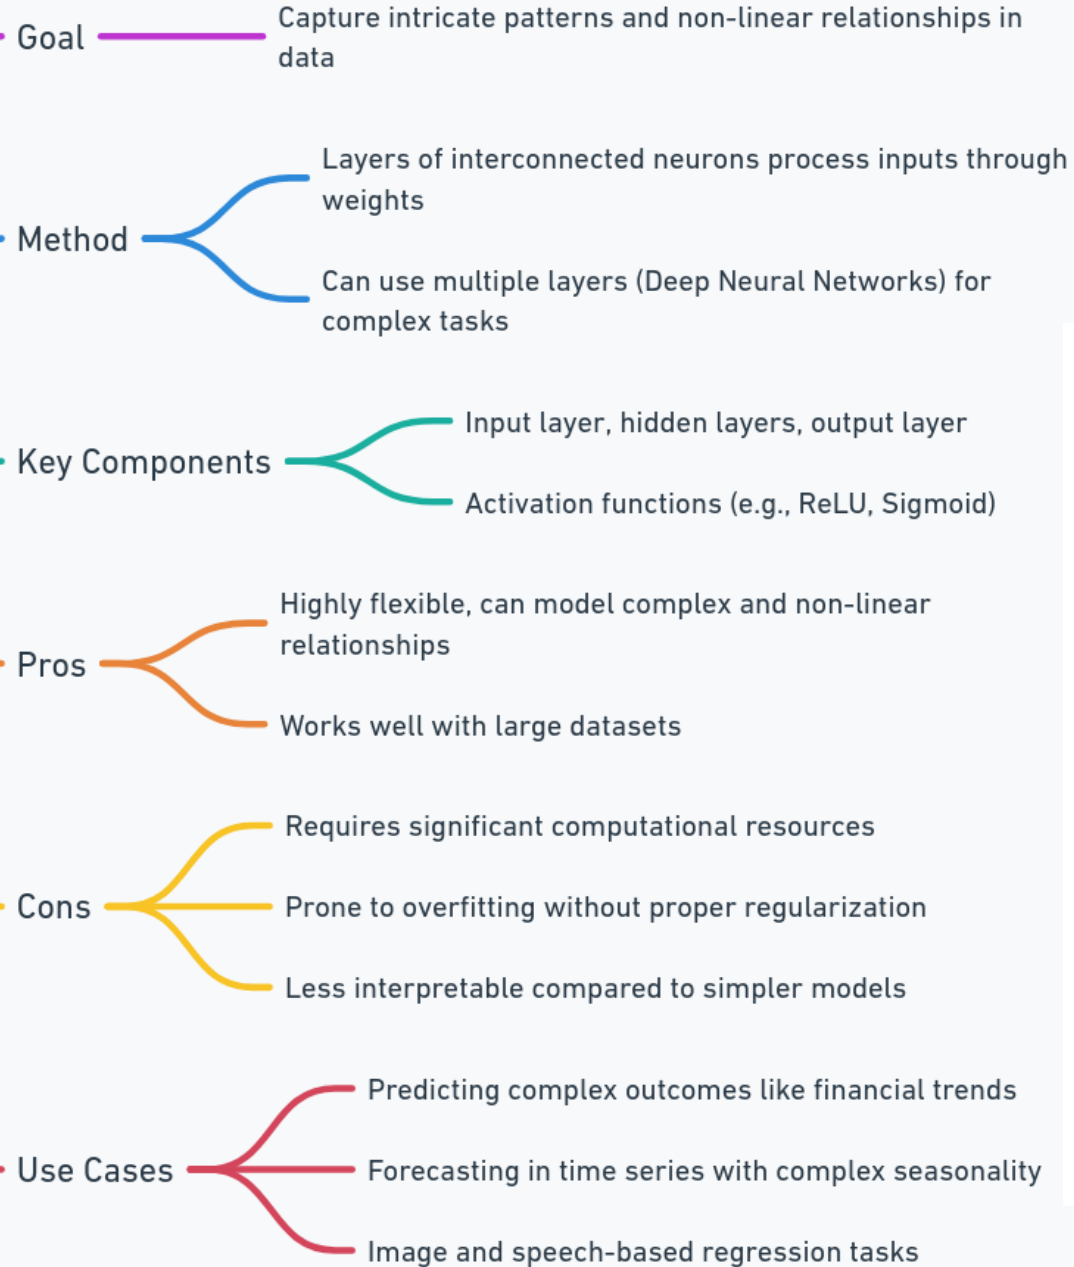 Goal
Capture intricate patterns and non-linear relationships in
data
Method
Layers of interconnected neurons process inputs through
weights
Can use multiple layers (Deep Neural Networks) for
complex tasks
Key Components
Input layer, hidden layers, output layer
Activation functions (e.g., ReLU, Sigmoid)
Pros
Highly flexible, can model complex and non-linear
relationships
Works well with large datasets
Cons
Requires significant computational resources
Prone to overfitting without proper regularization
Less interpretable compared to simpler models
Use Cases
Predicting complex outcomes like financial trends
Forecasting in time series with complex seasonality
Image and speech-based regression tasks